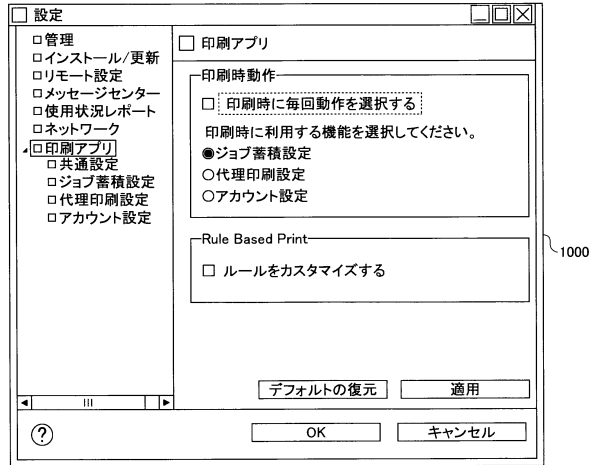 設定
管理
インストール/更新
リモート設定
メッセージセンター
使用状況レポート
ネットワーク
印刷アプリ
共通設定
ジョブ蓄積設定
代理印刷設定
アカウント設定
印刷アプリ
印刷時動作
印刷時に毎回動作を選択する
印刷時に利用する機能を選択してください。
ジョブ蓄積設定
代理印刷設定
アカウント設定
Rule Based Print
ルールをカスタマイズする
デフォルトの復元 適用
? OK キャンセル
1000